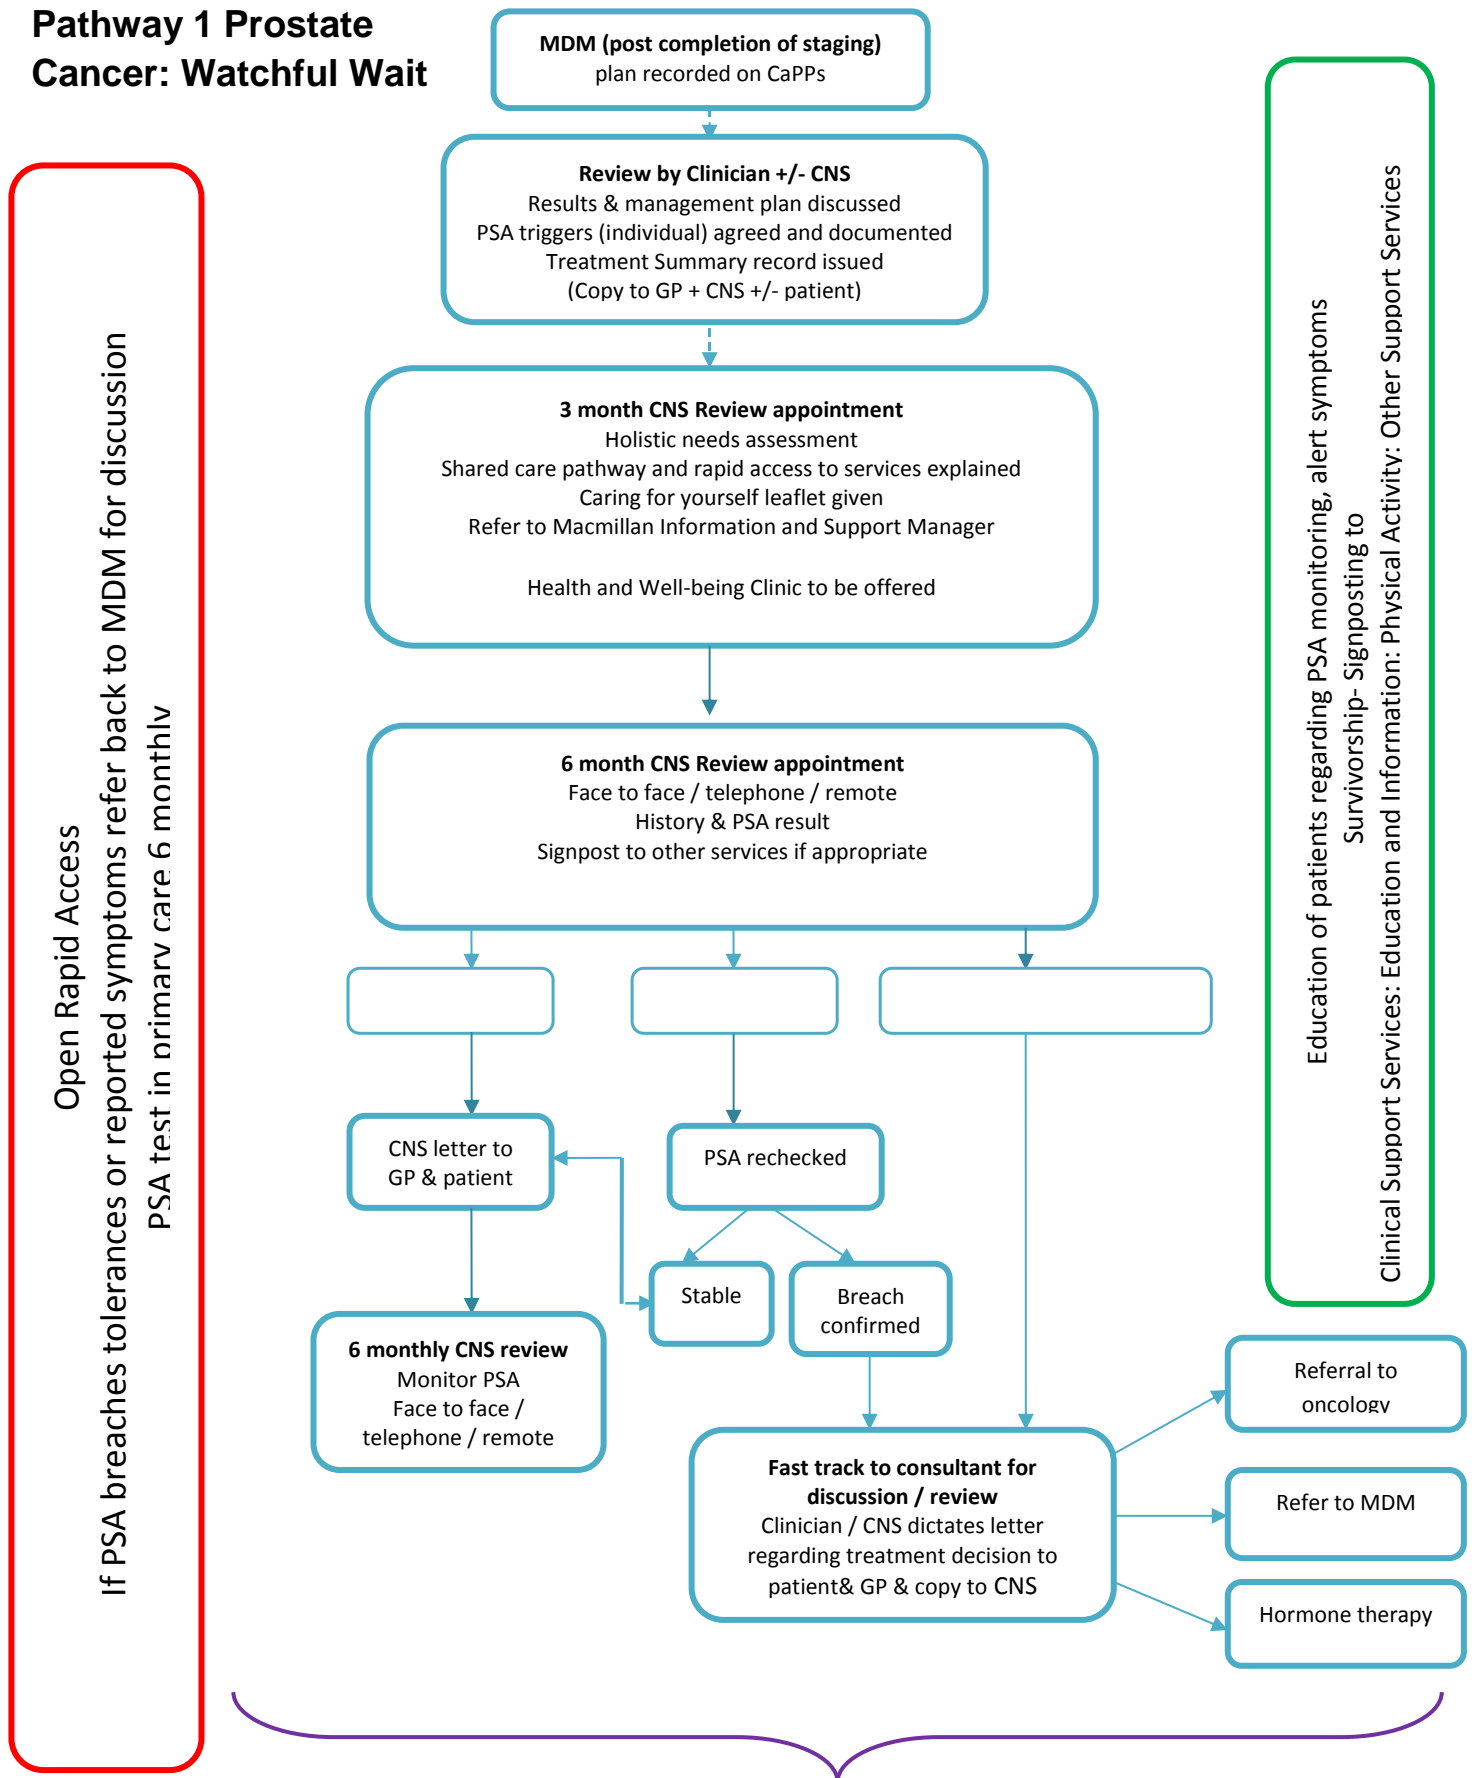 Pathway 1 Prostate
Cancer: Watchful Wait
MDM (post completion of staging)
plan recorded on CaPPs
Review by Clinician +/- CNS
Results & management plan discussed
PSA triggers (individual) agreed and documented
Treatment Summary record issued
(Copy to GP + CNS +/- patient)
3 month CNS Review appointment
Holistic needs assessment
Shared care pathway and rapid access to services explained
Caring for yourself leaflet given
Refer to Macmillan Information and Support Manager
Health and Well-being Clinic to be offered
6 month CNS Review appointment
Face to face / telephone / remote
History & PSA result
Signpost to other services if appropriate
CNS letter to
GP & patient
PSA rechecked
Stable
Breach
confirmed
6 monthly CNS review
Monitor PSA
Face to face /
telephone / remote
Fast track to consultant for
discussion / review
Clinician / CNS dictates letter
regarding treatment decision to
patient& GP & copy to CNS
Referral to
oncology
Refer to MDM
Hormone therapy
Open Rapid Access
If PSA breaches tolerances or reported symptoms refer back to MDM for discussion
PSA test in primary care 6 monthly
Education of patients regarding PSA monitoring, alert symptoms
Survivorship- Signposting to
Clinical Support Services: Education and Information: Physical Activity: Other Support Services